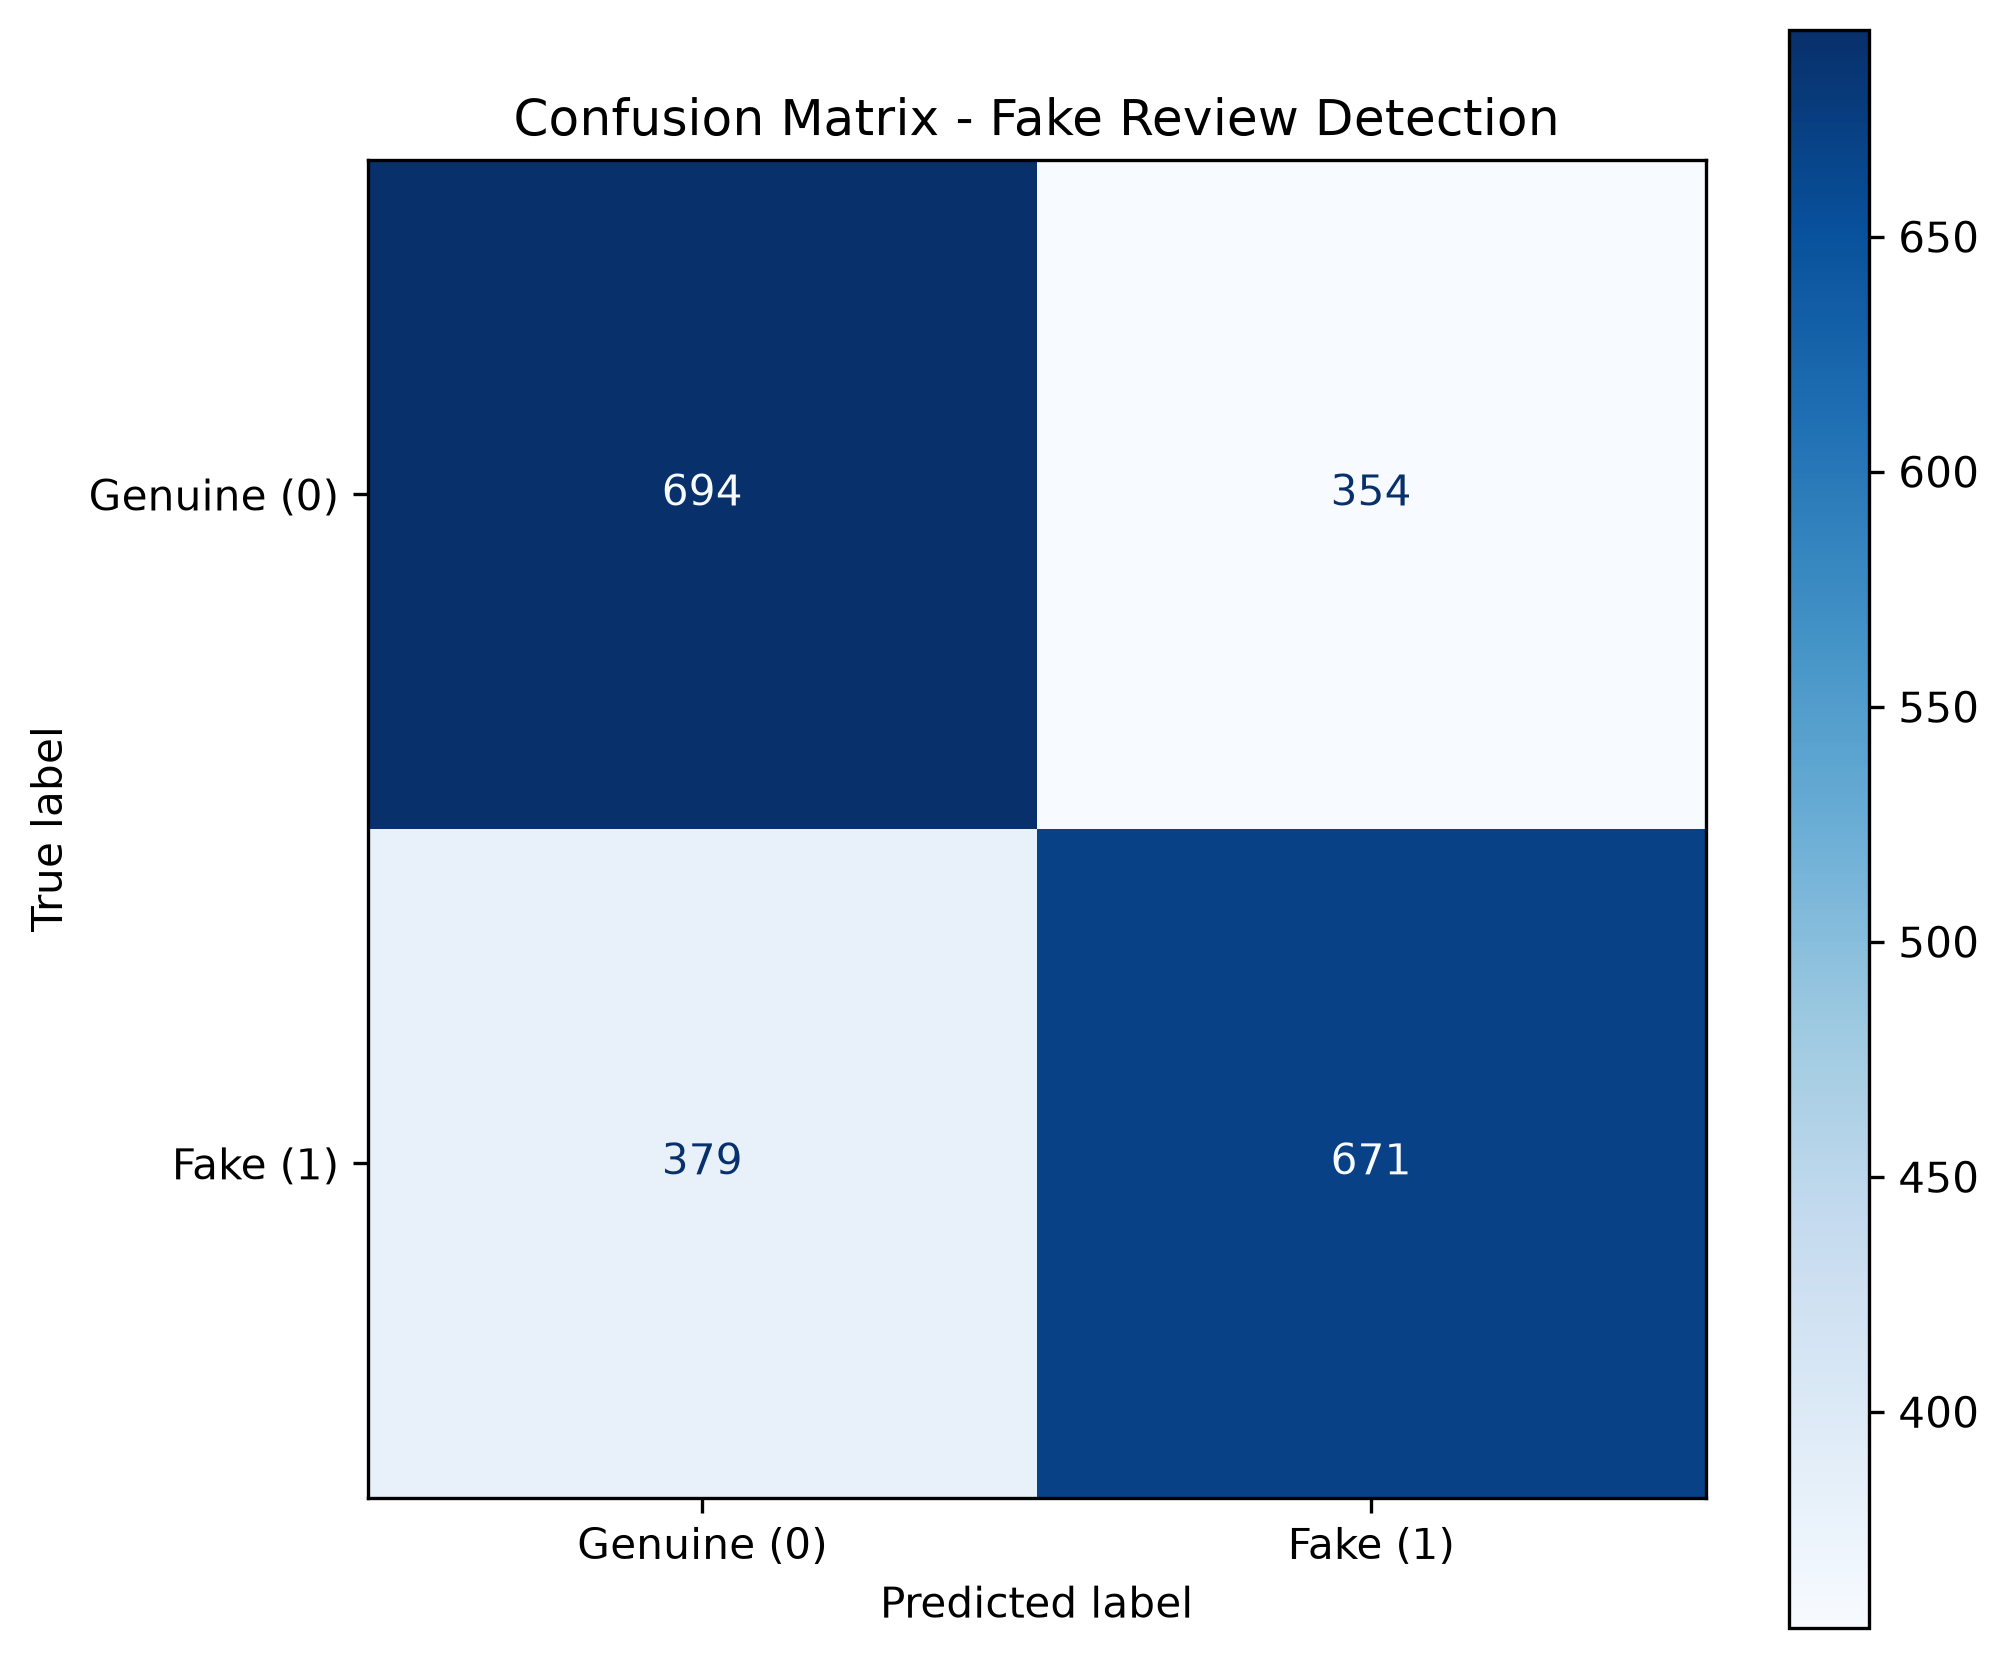 Confusion Matrix - Fake Review Detection
True label
Genuine (0)
694
354
Fake (1)
379
671
Genuine (0)
Fake (1)
Predicted label
650
600
550
500
450
400